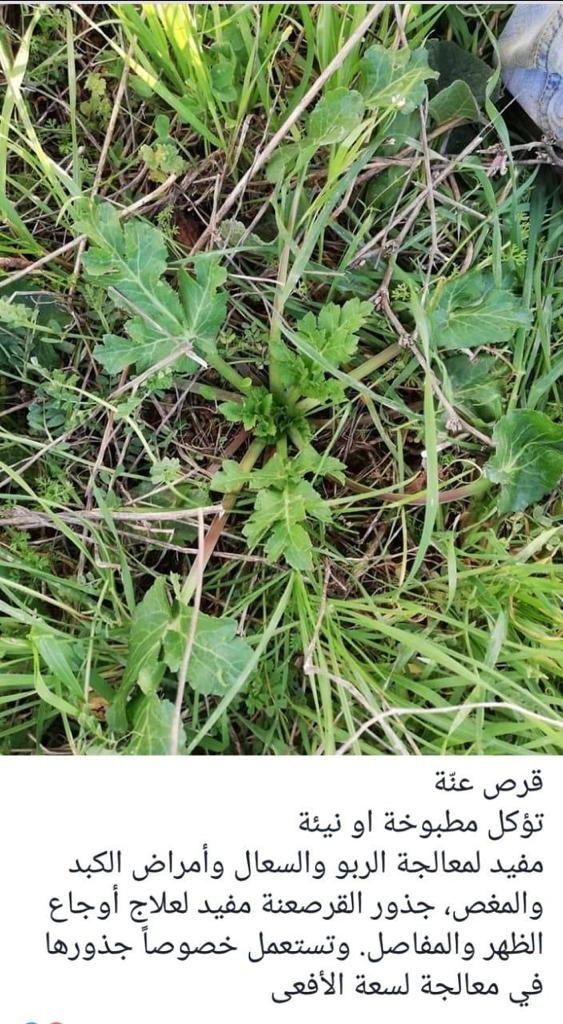 قرص عنّة
تؤكل مطبوخة او نيئة
مفيد لمعالجة الربو والسعال وأمراض الكبد
والمغص، جذور القرصعنة مفيد لعلاج أوجاع
الظهر والمفاصل. وتستعمل خصوصاً جذورها
في معالجة لسعة الأفعى